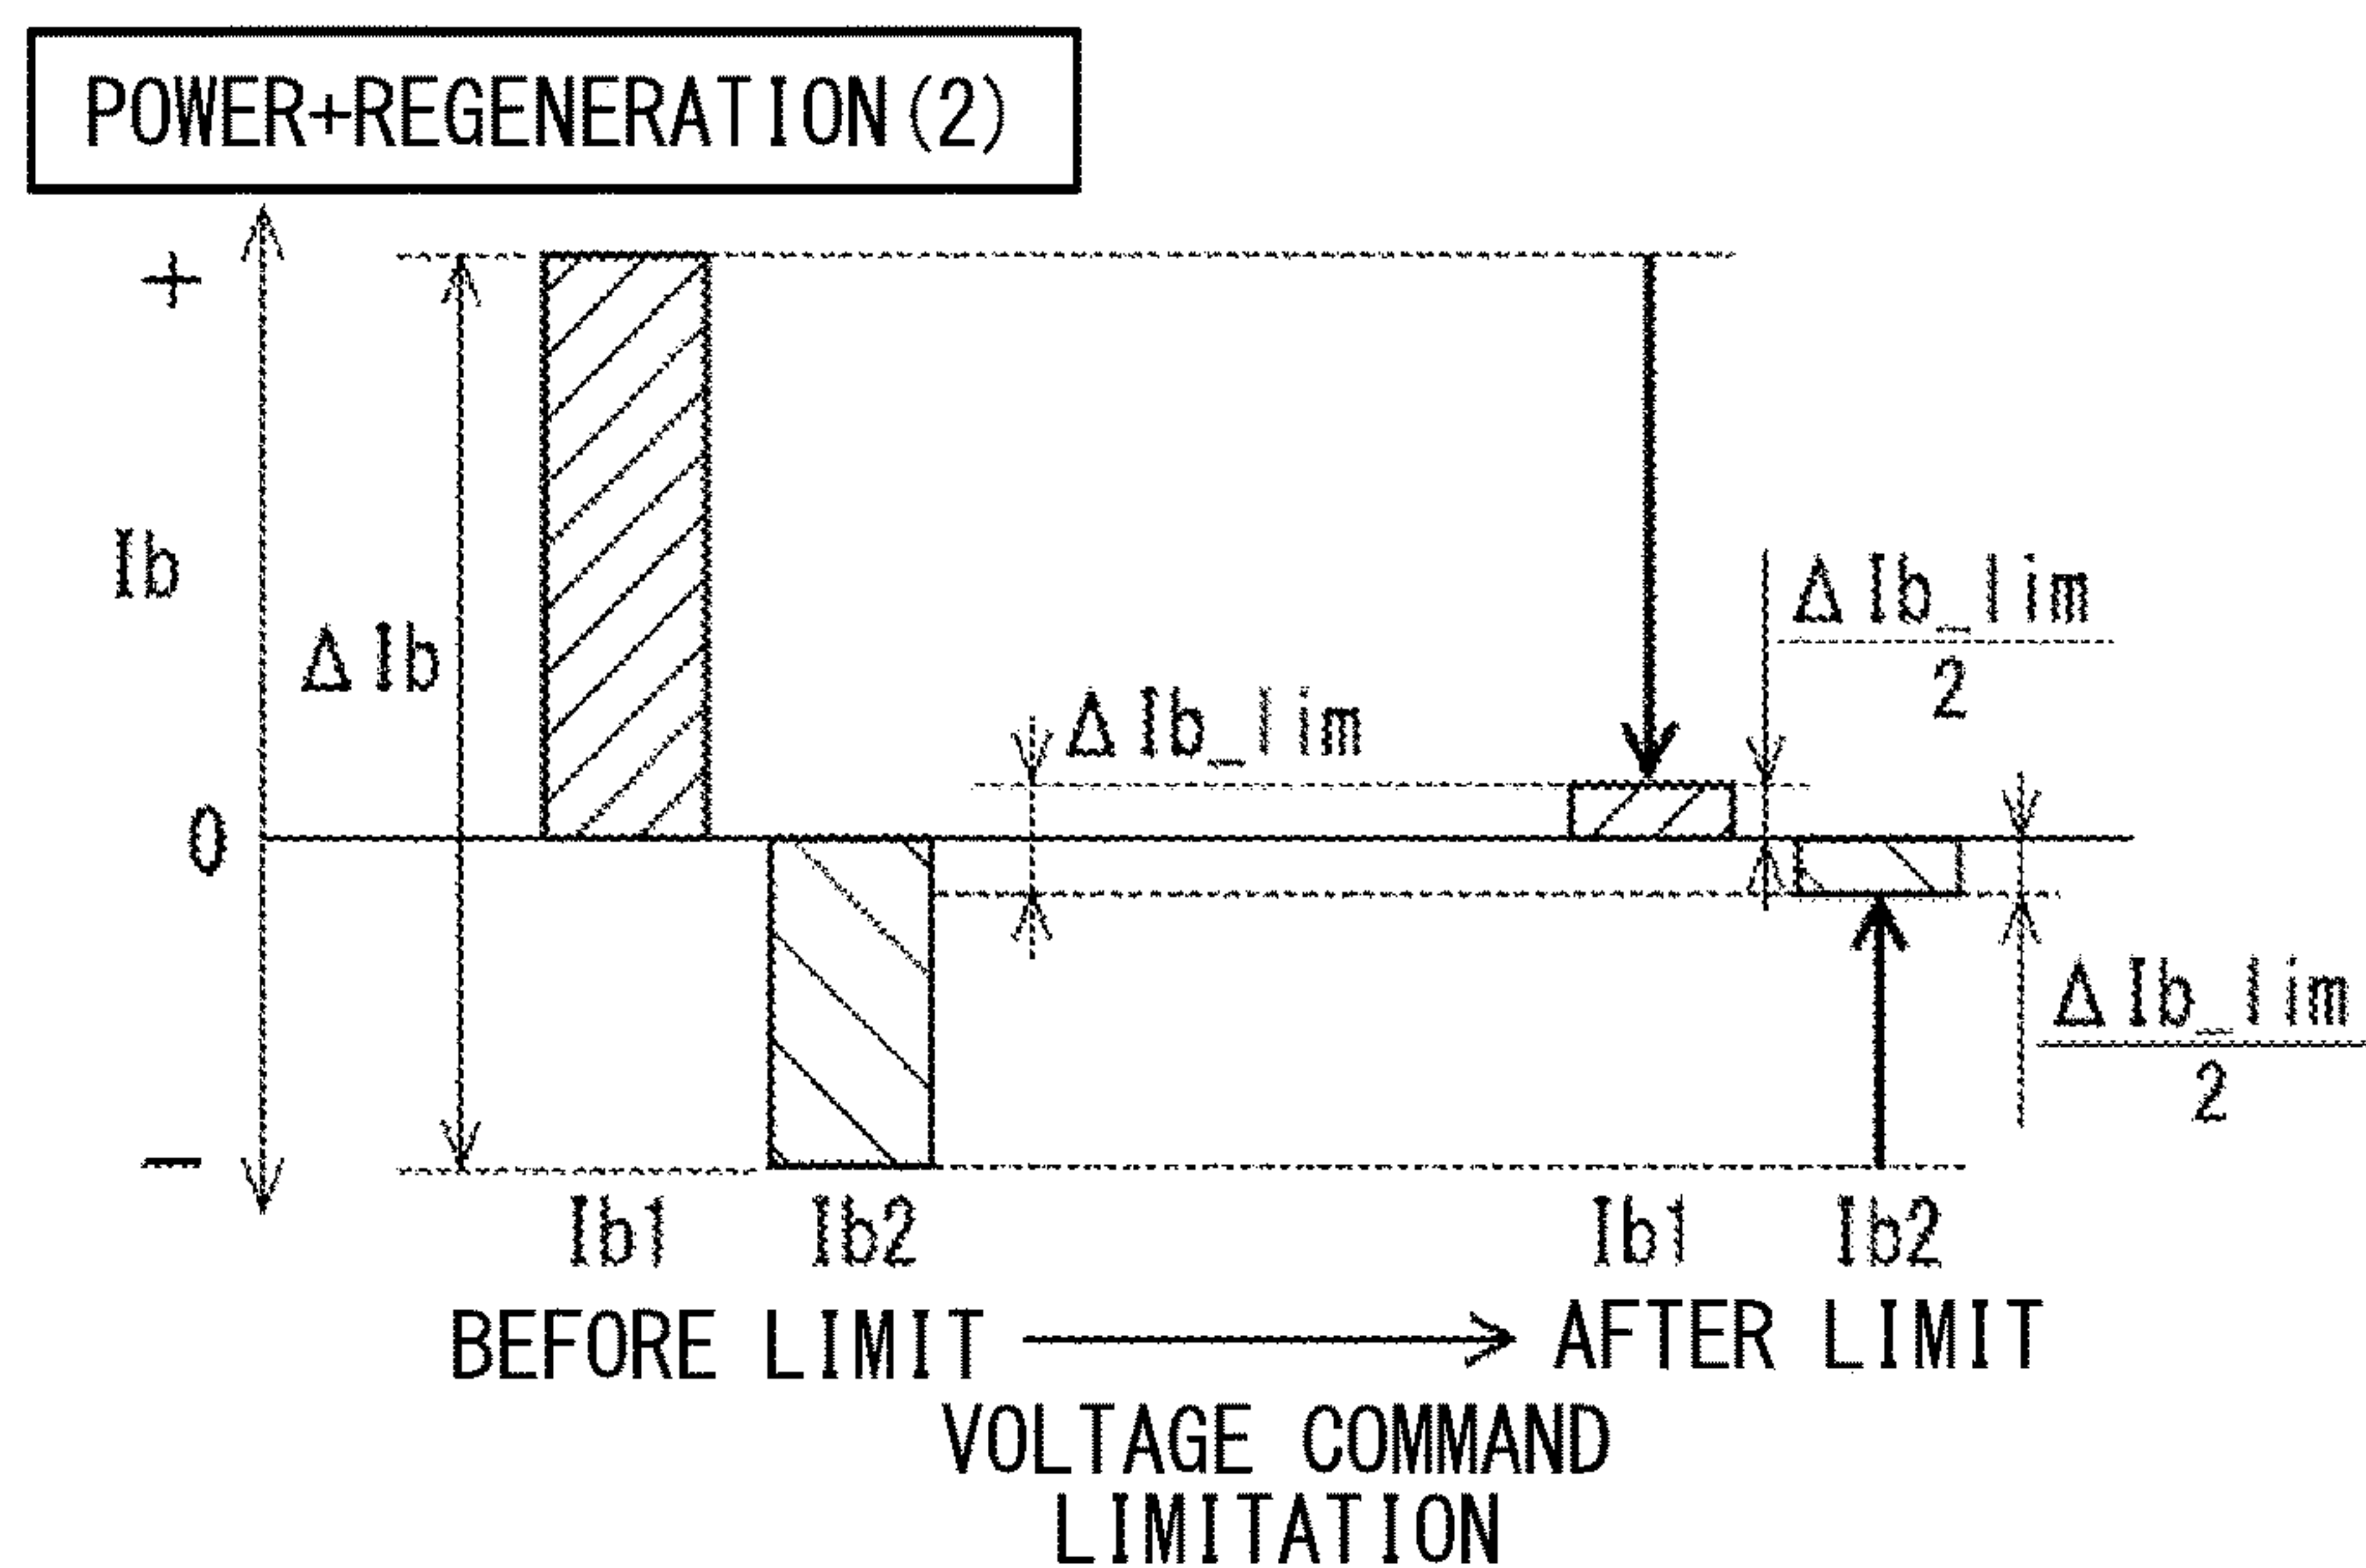 POWER+REGENERATION(2)
+
Ib
ΔIb
0
−
ΔIb_lim
ΔIb_lim
2
ΔIb_lim
2
Ib1 Ib2 Ib1 Ib2
BEFORE LIMIT AFTER LIMIT
VOLTAGE COMMAND
LIMITATION